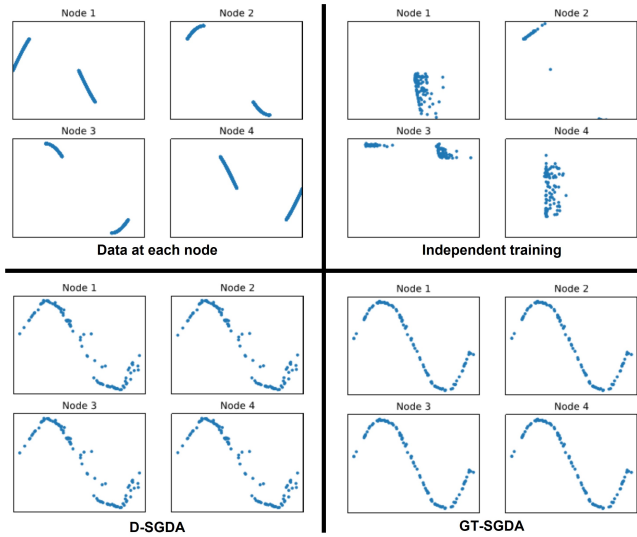 Node 1
Node 2
Node 3
Node 4
Data at each node
Node 1
Node 2
Node 3
Node 4
Independent training
Node 1
Node 2
Node 3
Node 4
D-SGDA
Node 1
Node 2
Node 3
Node 4
GT-SGDA